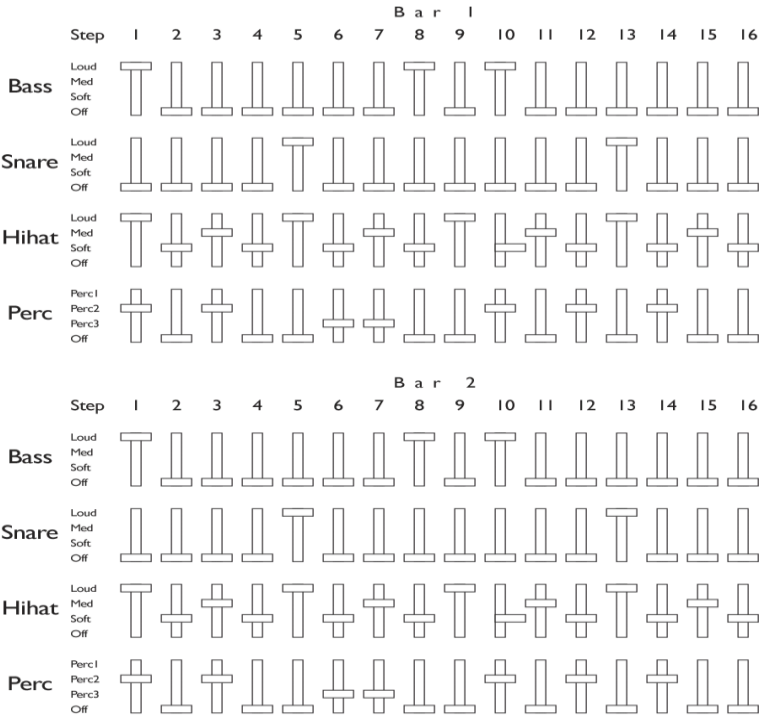 Bar 1
Step 1 2 3 4 5 6 7 8 9 10 11 12 13 14 15 16
Bass
Loud
Med
Soft
Off
Snare
Loud
Med
Soft
Off
Hihat
Loud
Med
Soft
Off
Perc
Perc1
Perc2
Perc3
Off
Bar 2
Step 1 2 3 4 5 6 7 8 9 10 11 12 13 14 15 16
Bass
Loud
Med
Soft
Off
Snare
Loud
Med
Soft
Off
Hihat
Loud
Med
Soft
Off
Perc
Perc1
Perc2
Perc3
Off